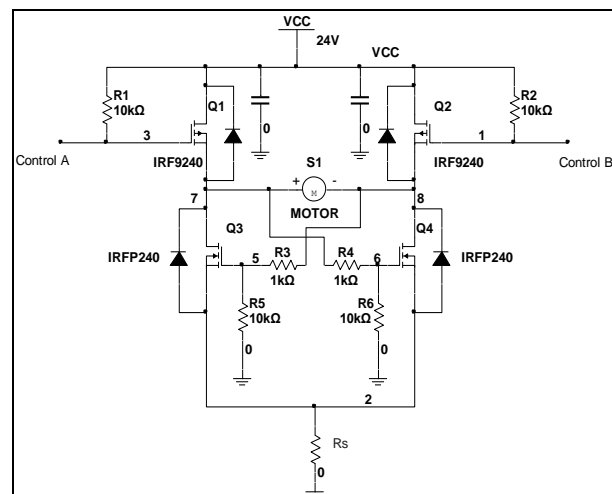 VCC
24V
VCC
R1
10kΩ
Q1
Q2
R2
10kΩ
3
0
0
1
Control A
IRF9240
S1
IRF9240
Control B
+
M
-
7
MOTOR
8
Q3
Q4
IRFP240
5
R3
R4
6
IRFP240
1kΩ
1kΩ
R5
10kΩ
R6
10kΩ
0
0
2
Rs
0